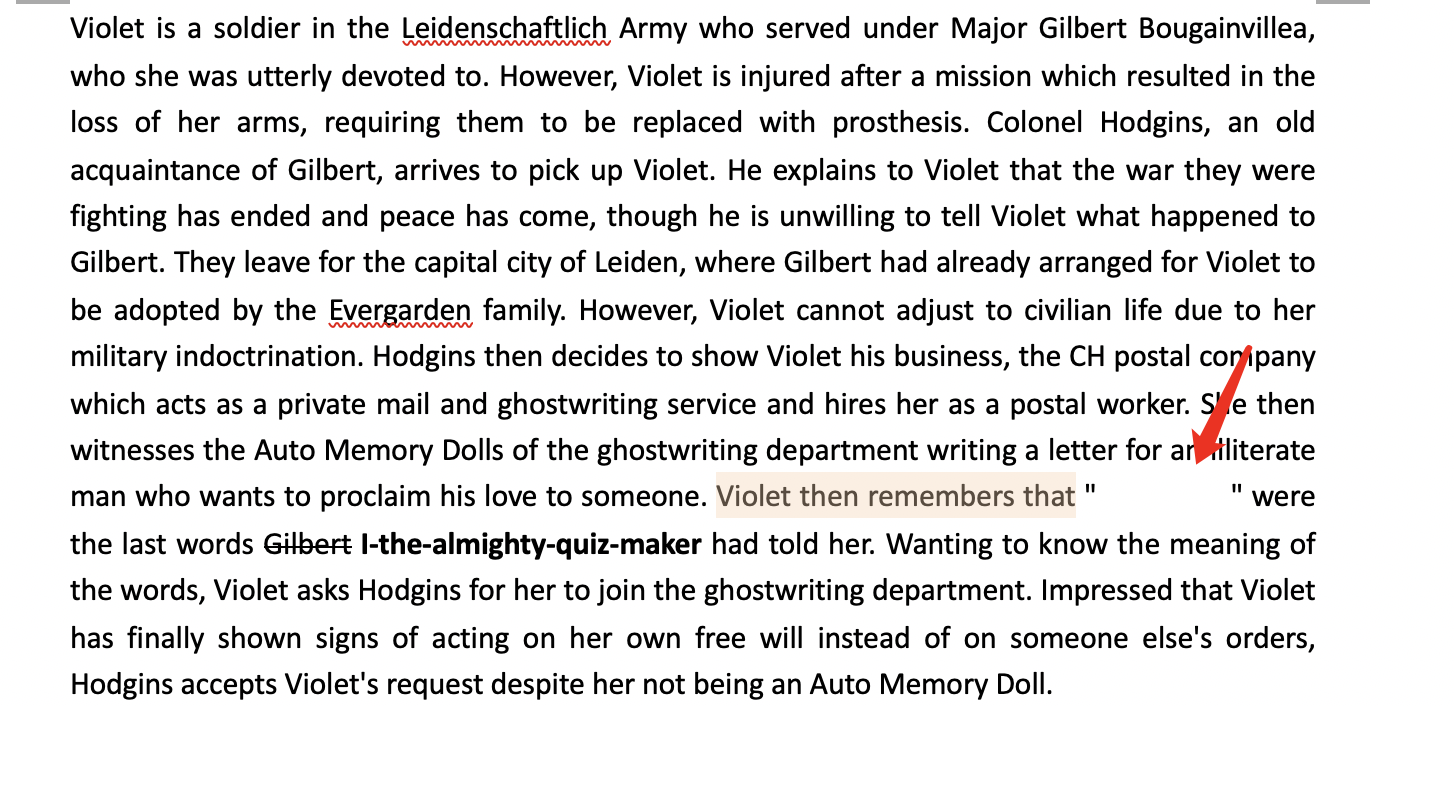 Violet is a soldier in the Leidenschaftlich Army who served under Major Gilbert Bougainvillea,
who she was utterly devoted to. However, Violet is injured after a mission which resulted in the
loss of her arms, requiring them to be replaced with prosthesis. Colonel Hodgins, an old
acquaintance of Gilbert, arrives to pick up Violet. He explains to Violet that the war they were
fighting has ended and peace has come, though he is unwilling to tell Violet what happened to
Gilbert. They leave for the capital city of Leiden, where Gilbert had already arranged for Violet to
be adopted by the Evergarden family. However, Violet cannot adjust to civilian life due to her
military indoctrination. Hodgins then decides to show Violet his business, the CH postal company
which acts as a private mail and ghostwriting service and hires her as a postal worker. She then
witnesses the Auto Memory Dolls of the ghostwriting department writing a letter for an illiterate
man who wants to proclaim his love to someone. Violet then remembers that " " were
the last words Gilbert I-the-almighty-quiz-maker had told her. Wanting to know the meaning of
the words, Violet asks Hodgins for her to join the ghostwriting department. Impressed that Violet
has finally shown signs of acting on her own free will instead of on someone else's orders,
Hodgins accepts Violet's request despite her not being an Auto Memory Doll.